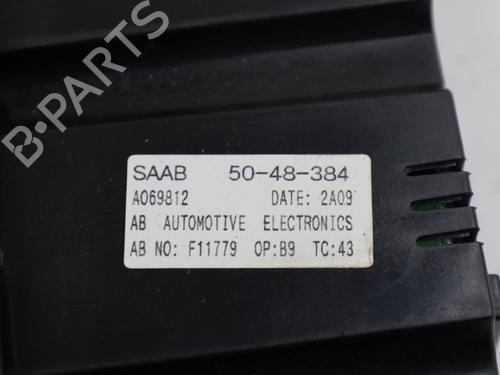 B-PARTS
SAAB 50-48-384
A069812 DATE: 2A09
AB AUTOMOTIVE ELECTRONICS
AB NO: F11779 OP:B9 TC:43